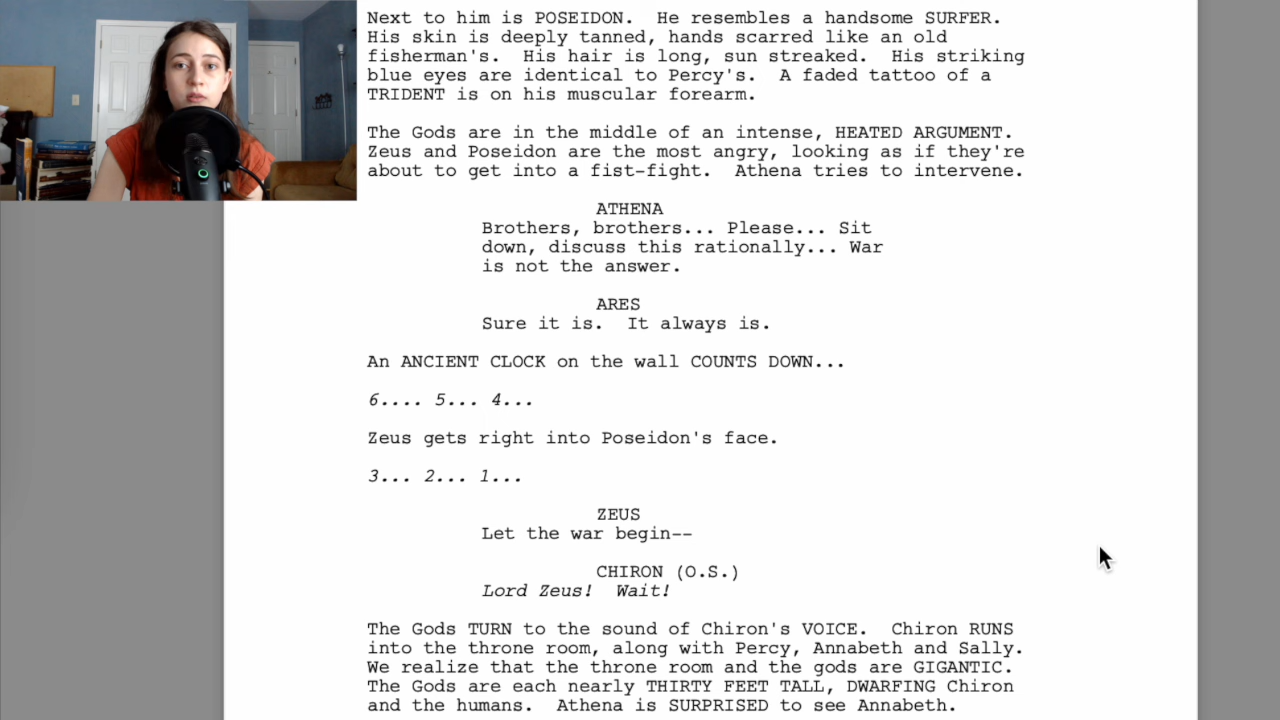 Next to him is POSEIDON.  He resembles a handsome SURFER.
His skin is deeply tanned, hands scarred like an old
fisherman's.  His hair is long, sun streaked.  His striking
blue eyes are identical to Percy's.  A faded tattoo of a
TRIDENT is on his muscular forearm.
The Gods are in the middle of an intense, HEATED ARGUMENT.
Zeus and Poseidon are the most angry, looking as if they're
about to get into a fist-fight.  Athena tries to intervene.
ATHENA
Brothers, brothers... Please... Sit
down, discuss this rationally... War
is not the answer.
ARES
Sure it is.  It always is.
An ANCIENT CLOCK on the wall COUNTS DOWN...
6.... 5... 4...
Zeus gets right into Poseidon's face.
3... 2... 1...
ZEUS
Let the war begin--
CHIRON (O.S.)
Lord Zeus!  Wait!
The Gods TURN to the sound of Chiron's VOICE.  Chiron RUNS
into the throne room, along with Percy, Annabeth and Sally.
We realize that the throne room and the gods are GIGANTIC.
The Gods are each nearly THIRTY FEET TALL, DWARFING Chiron
and the humans.  Athena is SURPRISED to see Annabeth.